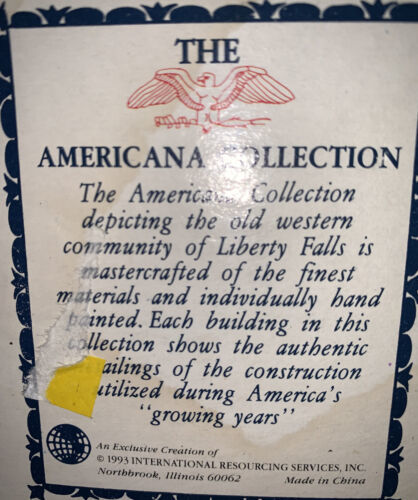 THE
AMERICANA COLLECTION
The Americana Collection
depicting the old western
community of Liberty Falls is
mastercrafted of the finest
materials and individually hand
painted. Each building in this
collection shows the authentic
detailings of the construction
utilized during America's
"growing years"
An Exclusive Creation of
© 1993 INTERNATIONAL RESOURCING SERVICES, INC.
Northbrook, Illinois 60062 Made in China